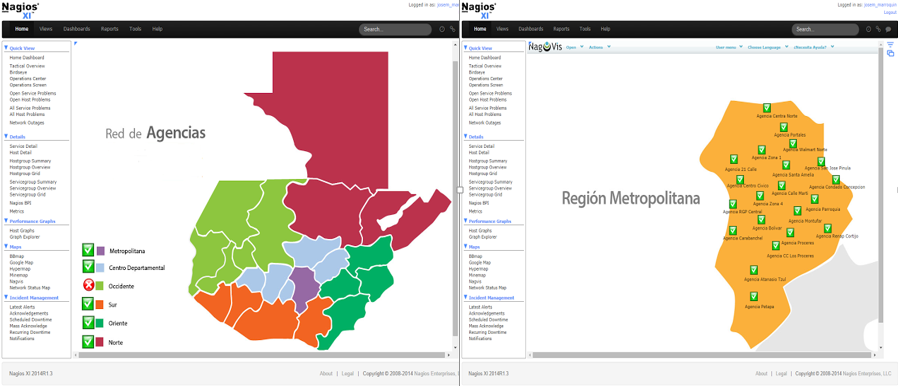 Nagios®
XI
Logged in as: josem_mar
Home Views Dashboards Reports Tools Help
Search...
Quick View
Home Dashboard
Tactical Overview
Birdseye
Operations Center
Operations Screen
Open Service Problems
Open Host Problems
All Service Problems
All Host Problems
Network Outages
Details
Service Detail
Host Detail
Hostgroup Summary
Hostgroup Overview
Hostgroup Grid
Servicegroup Summary
Servicegroup Overview
Servicegroup Grid
Nagios BPI
Metrics
Performance Graphs
Host Graphs
Graph Explorer
Maps
BBmap
Google Map
Hypermap
Minemap
Nagvis
Network Status Map
Incident Management
Latest Alerts
Acknowledgements
Scheduled Downtime
Mass Acknowledge
Recurring Downtime
Notifications
Red de Agencias
Metropolitana
Centro Departamental
Occidente
Sur
Oriente
Norte
Nagios XI 2014R1.3
About | Legal | Copyright © 2008-2014 Nagios Enterprises,
Nagios®
XI
Logged in as: josem_marroquin
Logout
Home Views Dashboards Reports Tools Help
Search...
Quick View
Home Dashboard
Tactical Overview
Birdseye
Operations Center
Operations Screen
Open Service Problems
Open Host Problems
All Service Problems
All Host Problems
Network Outages
Details
Service Detail
Host Detail
Hostgroup Summary
Hostgroup Overview
Hostgroup Grid
Servicegroup Summary
Servicegroup Overview
Servicegroup Grid
Nagios BPI
Metrics
Performance Graphs
Host Graphs
Graph Explorer
Maps
BBmap
Google Map
Hypermap
Minemap
Nagvis
Network Status Map
Incident Management
Latest Alerts
Acknowledgements
Scheduled Downtime
Mass Acknowledge
Recurring Downtime
Notifications
NagVis Open Actions User menu Choose Language ¿Necesita Ayuda?
Región Metropolitana
Agencia Centra Norte
Agencia Portales
Agencia Walmart Norte
Agencia Zona 1
Agencia 21 Calle
Agencia San Jose Pinula
Agencia Santa Amelia
Agencia Centro Civico
Agencia Condado Concepcion
Agencia Calle Marti
Agencia Zona 4
Agencia RGP Central
Agencia Parroquia
Agencia Montufar
Agencia Bolivar
Agencia Carabanchel
Agencia Proceres
Agencia Rambo Cortijo
Agencia CC Los Proceres
Agencia Atanasio Tzul
Agencia Petapa
Nagios XI 2014R1.3
About | Legal | Copyright © 2008-2014 Nagios Enterprises, LLC